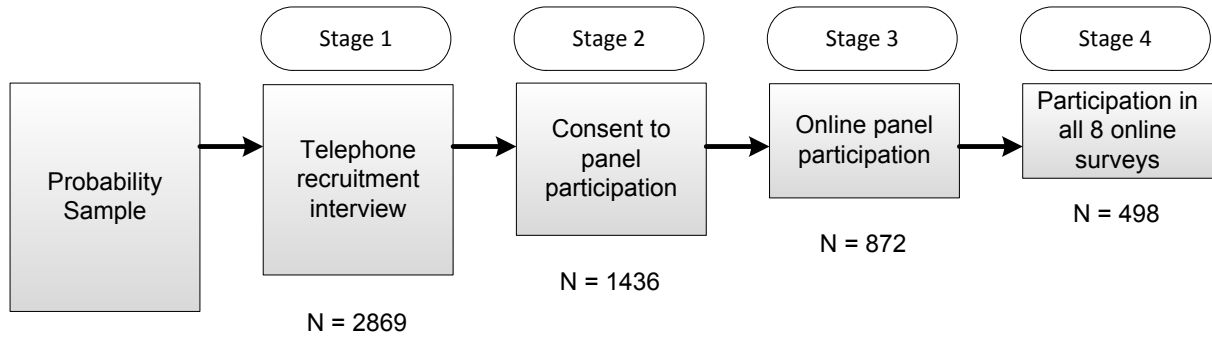 Stage 1
Stage 2
Stage 3
Stage 4
Probability
Sample
Telephone
recruitment
interview
N = 2869
Consent to
panel
participation
N = 1436
Online panel
participation
N = 872
Participation in
all 8 online
surveys
N = 498